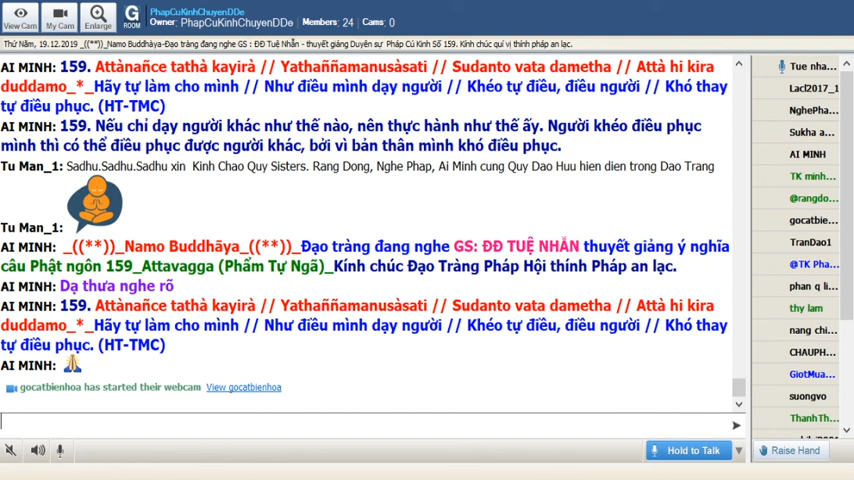 PhapCuKinhChuyenDDe
Owner: PhapCuKinhChuyenDDe Members: 24 Cams: 0
View Cam My Cam Enlarge G ROOM
Thứ Năm, 19.12.2019 _((**))_Namo Buddhàya-Đạo tràng đang nghe GS : ĐĐ Tuệ Nhẫn - thuyết giảng Duyên sự Pháp Cú Kinh Số 159. Kính chúc quí vị thính pháp an lạc.
AI MINH: 159. Attànañce tathà kayirà // Yathaññamanusàsati // Sudanto vata dametha // Attà hi kira
duddamo_*_Hãy tự làm cho mình // Như điều mình dạy người // Khéo tự điều, điều người // Khó thay
tự điều phục. (HT-TMC)
AI MINH: 159. Nếu chỉ dạy người khác như thế nào, nên thực hành như thế ấy. Người khéo điều phục
mình thì có thể điều phục được người khác, bởi vì bản thân mình khó điều phục.
Tu Man_1: Sadhu.Sadhu.Sadhu xin Kinh Chao Quy Sisters. Rang Dong, Nghe Phap, Ai Minh cung Quy Dao Huu hien dien trong Dao Trang
Tu Man_1:
AI MINH: _((**))_Namo Buddhāya_((**))_Đạo tràng đang nghe GS: ĐĐ TUỆ NHẪN thuyết giảng ý nghĩa
câu Phật ngôn 159_Attavagga (Phẩm Tự Ngã)_Kính chúc Đạo Tràng Pháp Hội thính Pháp an lạc.
AI MINH: Dạ thưa nghe rõ
AI MINH: 159. Attànañce tathà kayirà // Yathaññamanusàsati // Sudanto vata dametha // Attà hi kira
duddamo_*_Hãy tự làm cho mình // Như điều mình dạy người // Khéo tự điều, điều người // Khó thay
tự điều phục. (HT-TMC)
AI MINH:
gocatbienhoa has started their webcam View gocatbienhoa
Hold to Talk
Tue nha...
Lacl2017_1
NghePha...
Sukha a...
AI MINH
TK minh...
@rangdo...
gocatbie...
TranDao1
@TK Pha...
phan q li...
thy lam
nang chi...
CHAUPH...
GiotMua...
suongvo
ThanhTh...
Raise Hand